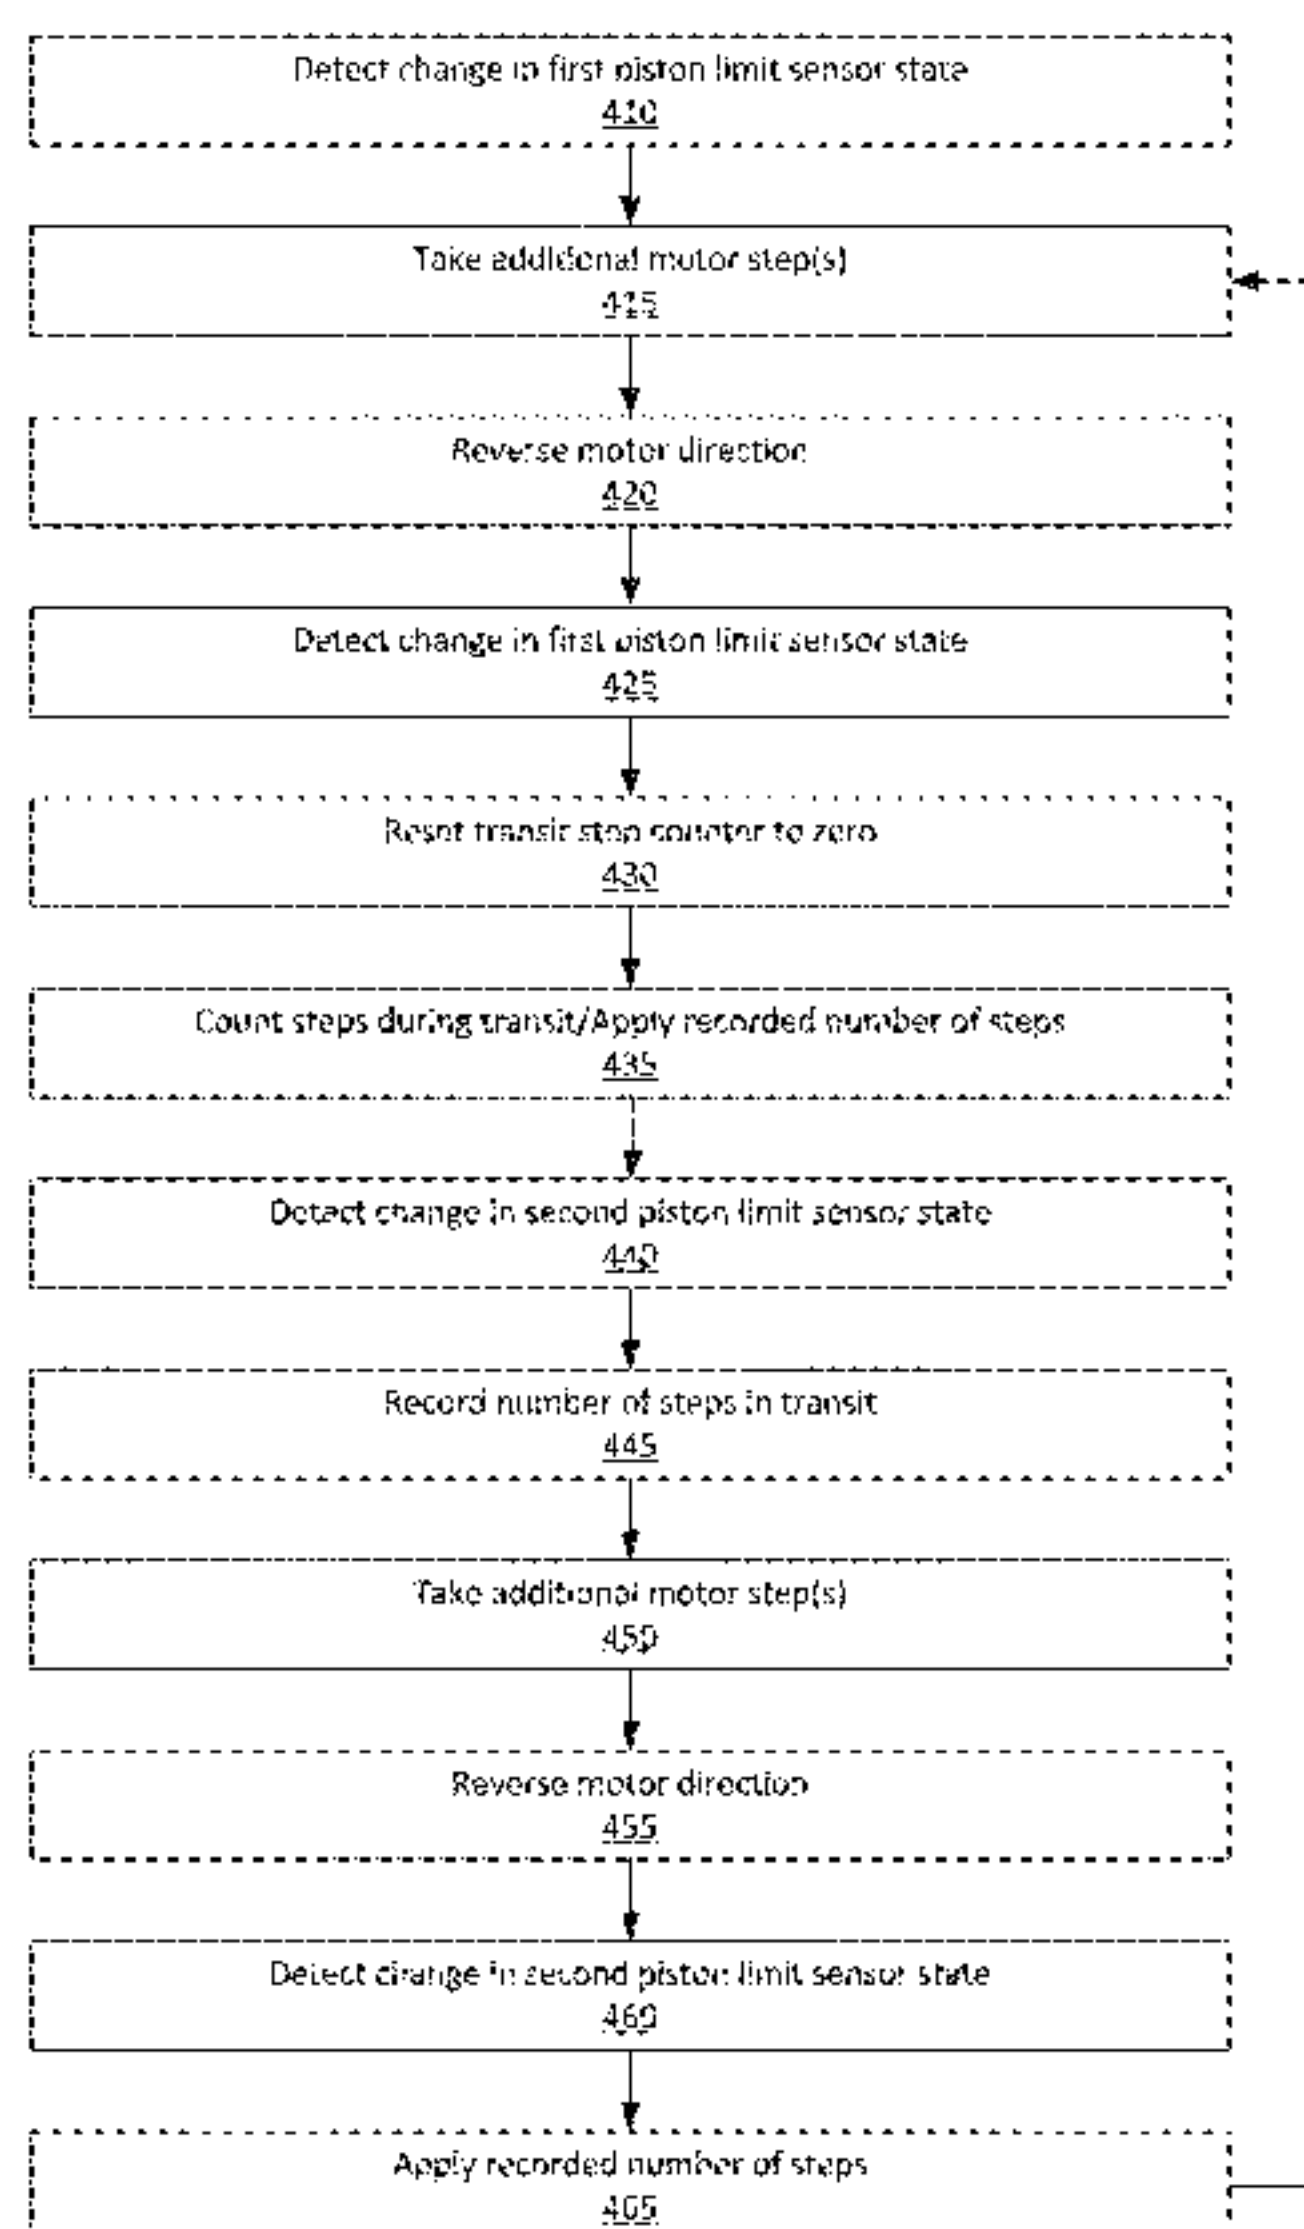 Detect change in first piston limit sensor state
410
Take additional motor step(s)
415
Reverse motor direction
420
Detect change in first piston limit sensor state
425
Reset transit step counter to zero
430
Count steps during transit/Apply recorded number of steps
435
Detect change in second piston limit sensor state
440
Record number of steps in transit
445
Take additional motor step(s)
450
Reverse motor direction
455
Detect change in second piston limit sensor state
460
Apply recorded number of steps
465